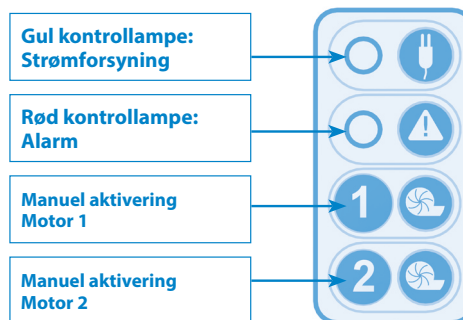 Gul kontrollampe:
Strømforsyning
Rød kontrollampe:
Alarm
Manuel aktivering
Motor 1
1
Manuel aktivering
Motor 2
2